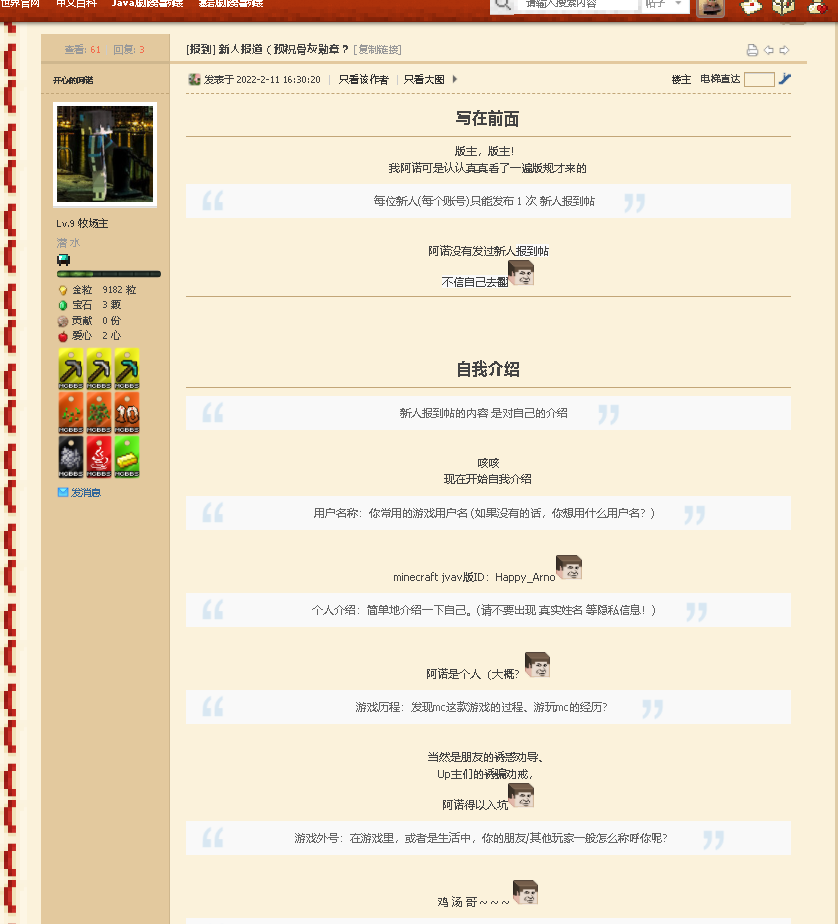 世界官网 中文百科 Java版服务器 基岩版服务器
请输入搜索内容 帖子
查看: 61 回复: 3
[报到] 新人报道（预祝骨灰勋章？ [复制链接]
开心的阿诺
发表于 2022-2-11 16:30:20 只看该作者 只看大图
楼主 电梯直达
写在前面
版主，版主！
我阿诺可是认认真真看了一遍版规才来的
每位新人(每个账号)只能发布 1 次 新人报到帖
阿诺没有发过新人报到帖
不信自己去翻
Lv.9 牧场主
潜水
金粒 9182 粒
宝石 3 颗
贡献 0 份
爱心 2 心
MCBBS MCBBS MCBBS
MCBBS MCBBS MCBBS
MCBBS MCBBS MCBBS
发消息
自我介绍
新人报到帖的内容 是对自己的介绍
咳咳
现在开始自我介绍
用户名称：你常用的游戏用户名 (如果没有的话，你想用什么用户名？)
minecraft jvav版ID：Happy_Arno
个人介绍：简单地介绍一下自己。(请不要出现 真实姓名 等隐私信息！)
阿诺是个人（大概？
游戏历程：发现mc这款游戏的过程、游玩mc的经历？
当然是朋友的诱惑劝导、
Up主们的诱骗劝戒，
阿诺得以入坑
游戏外号：在游戏里，或者是生活中，你的朋友/其他玩家一般怎么称呼你呢？
鸡 汤 哥 ~ ~ ~